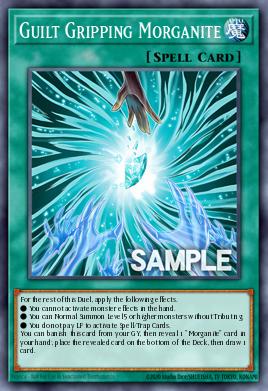 GUILT GRIPPING MORGANITE
魔
[SPELL CARD]
SAMPLE
For the rest of this Duel, apply the following effects.
● You cannot activate monster effects in the hand.
● You can Normal Summon Level 5 or higher monsters without Tributing.
● You do not pay LP to activate Spell/Trap Cards.
You can banish this card from your GY, then reveal 1 "Morganite" card in
your hand; place the revealed card on the bottom of the Deck, then draw 1
card.